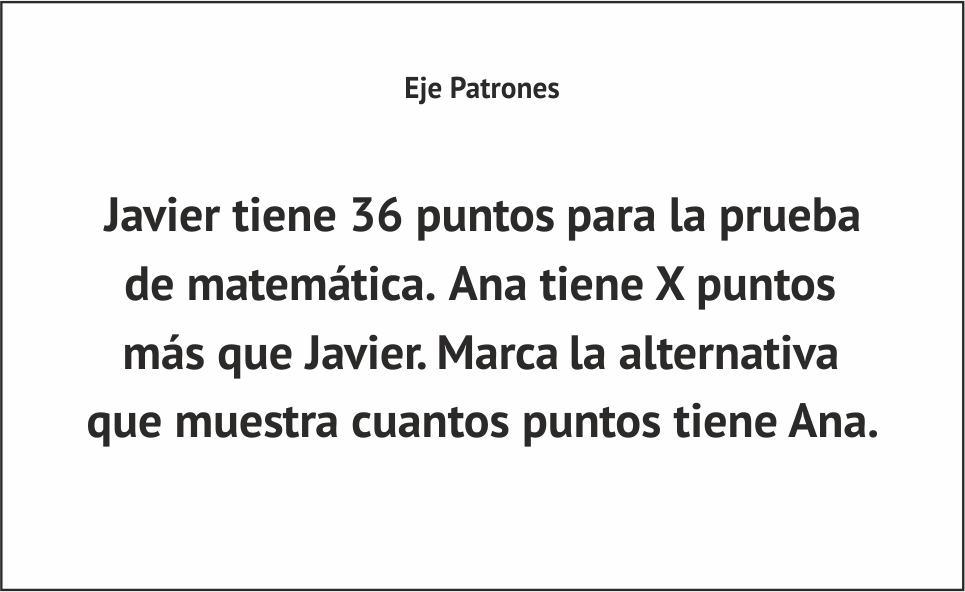 Eje Patrones
Javier tiene 36 puntos para la prueba
de matemática. Ana tiene X puntos
más que Javier. Marca la alternativa
que muestra cuantos puntos tiene Ana.